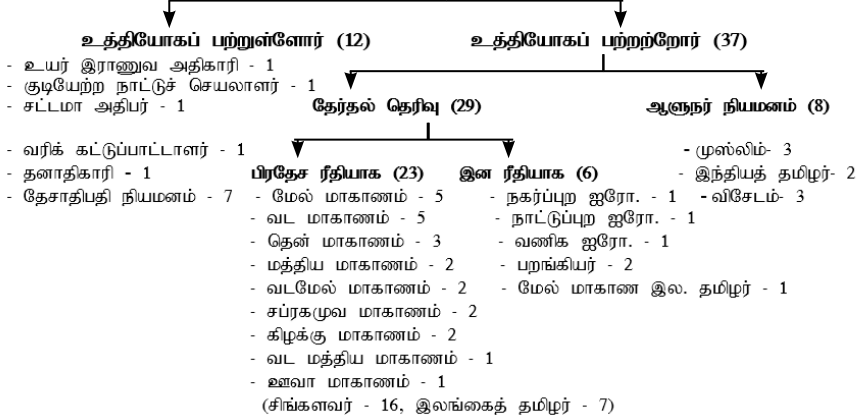 உத்தியோகப் பற்றுள்ளோர் (12)
உத்தியோகப் பற்றற்றோர் (37)
- உயர் இராணுவ அதிகாரி - 1
- குடியேற்ற நாட்டுச் செயலாளர் - 1
- சட்டமா அதிபர் - 1
- வரிக் கட்டுப்பாட்டாளர் - 1
- தனாதிகாரி - 1
- தேசாதிபதி நியமனம் - 7
தேர்தல் தெரிவு (29)
ஆளுநர் நியமனம் (8)
பிரதேச ரீதியாக (23)
- மேல் மாகாணம் - 5
- வட மாகாணம் - 5
- தென் மாகாணம் - 3
- மத்திய மாகாணம் - 2
- வடமேல் மாகாணம் - 2
- சப்ரகமுவ மாகாணம் - 2
- கிழக்கு மாகாணம் - 2
- வட மத்திய மாகாணம் - 1
- ஊவா மாகாணம் - 1
(சிங்களவர் - 16, இலங்கைத் தமிழர் - 7)
இன ரீதியாக (6)
- நகர்ப்புற ஐரோ. - 1
- நாட்டுப்புற ஐரோ. - 1
- வணிக ஐரோ. - 1
- பறங்கியர் - 2
- மேல் மாகாண இல. தமிழர் - 1
- முஸ்லிம்- 3
- இந்தியத் தமிழர்- 2
- விசேடம்- 3